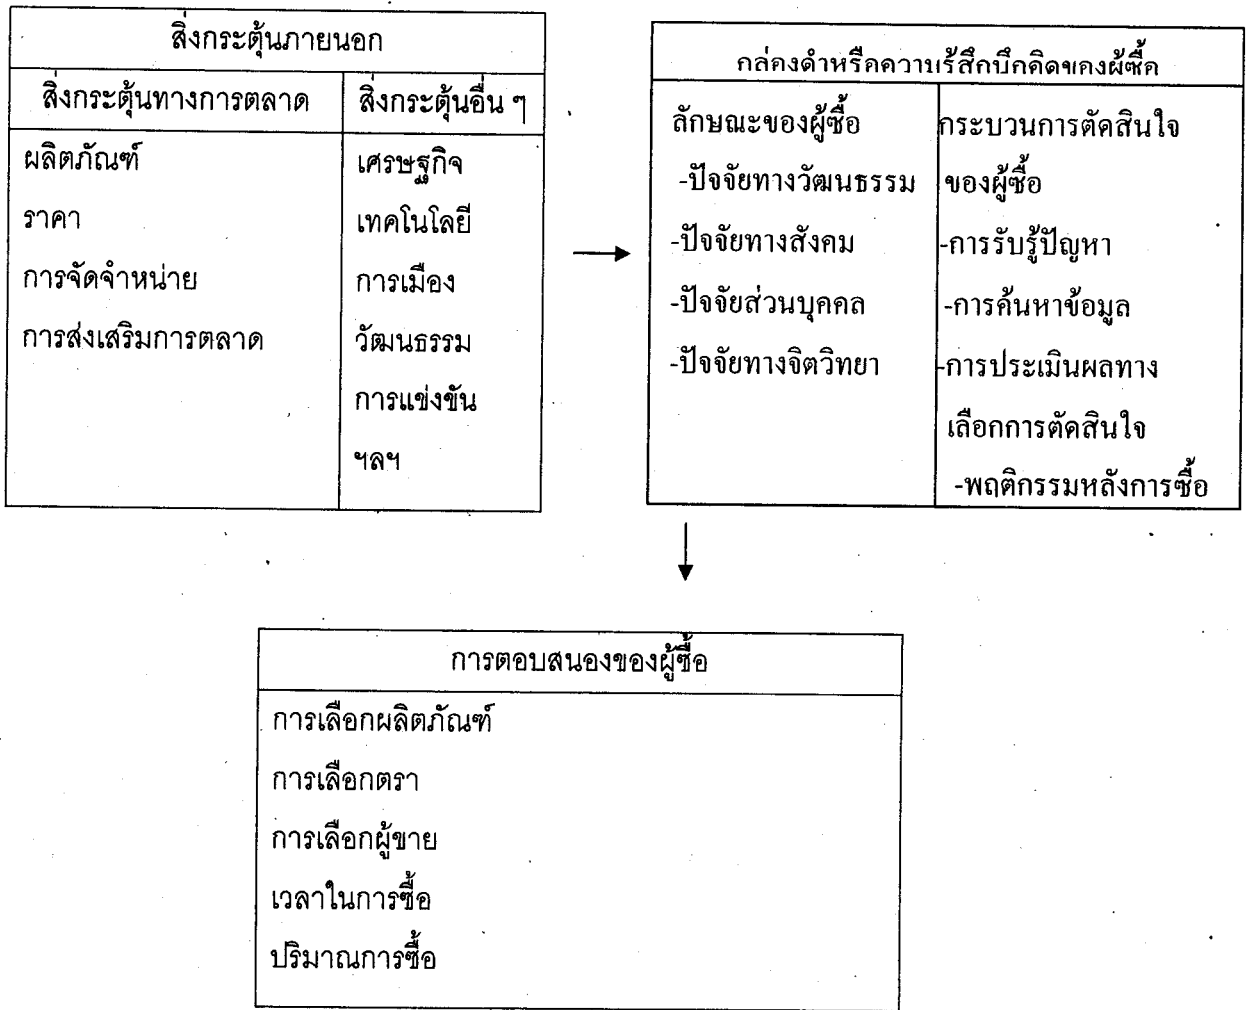 สิ่งกระตุ้นภายนอก
สิ่งกระตุ้นทางการตลาด
สิ่งกระตุ้นอื่น ๆ
ผลิตภัณฑ์
ราคา
การจัดจำหน่าย
การส่งเสริมการตลาด
เศรษฐกิจ
เทคโนโลยี
การเมือง
วัฒนธรรม
การแข่งขัน
ฯลฯ
กล่องดำหรือความรู้สึกนึกคิดของผู้ซื้อ
ลักษณะของผู้ซื้อ
-ปัจจัยทางวัฒนธรรม
-ปัจจัยทางสังคม
-ปัจจัยส่วนบุคคล
-ปัจจัยทางจิตวิทยา
กระบวนการตัดสินใจ
ของผู้ซื้อ
-การรับรู้ปัญหา
-การค้นหาข้อมูล
-การประเมินผลทาง
เลือกการตัดสินใจ
-พฤติกรรมหลังการซื้อ
การตอบสนองของผู้ซื้อ
การเลือกผลิตภัณฑ์
การเลือกตรา
การเลือกผู้ขาย
เวลาในการซื้อ
ปริมาณการซื้อ